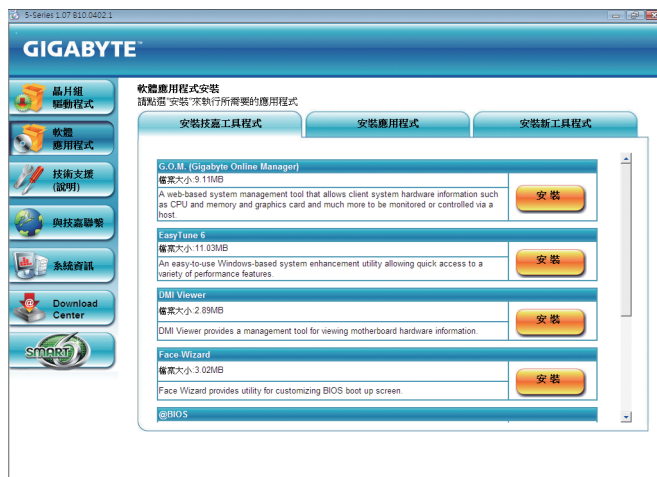 5-Series 1.07 B10.0402.1
GIGABYTE™
晶片組
驅動程式
軟體
應用程式
技術支援
(說明)
與技嘉聯繫
系統資訊
Download
Center
SMART
軟體應用程式安裝
請點選"安裝"來執行所需要的應用程式
安裝技嘉工具程式
安裝應用程式
安裝新工具程式
G.O.M. (Gigabyte Online Manager)
檔案大小:9.11MB
A web-based system management tool that allows client system hardware information such
as CPU and memory and graphics card and much more to be monitored or controlled via a
host.
安裝
EasyTune 6
檔案大小:11.03MB
An easy-to-use Windows-based system enhancement utility allowing quick access to a
variety of performance features.
安裝
DMI Viewer
檔案大小:2.89MB
DMI Viewer provides a management tool for viewing motherboard hardware information.
安裝
Face-Wizard
檔案大小:3.02MB
Face Wizard provides utility for customizing BIOS boot up screen.
安裝
@BIOS